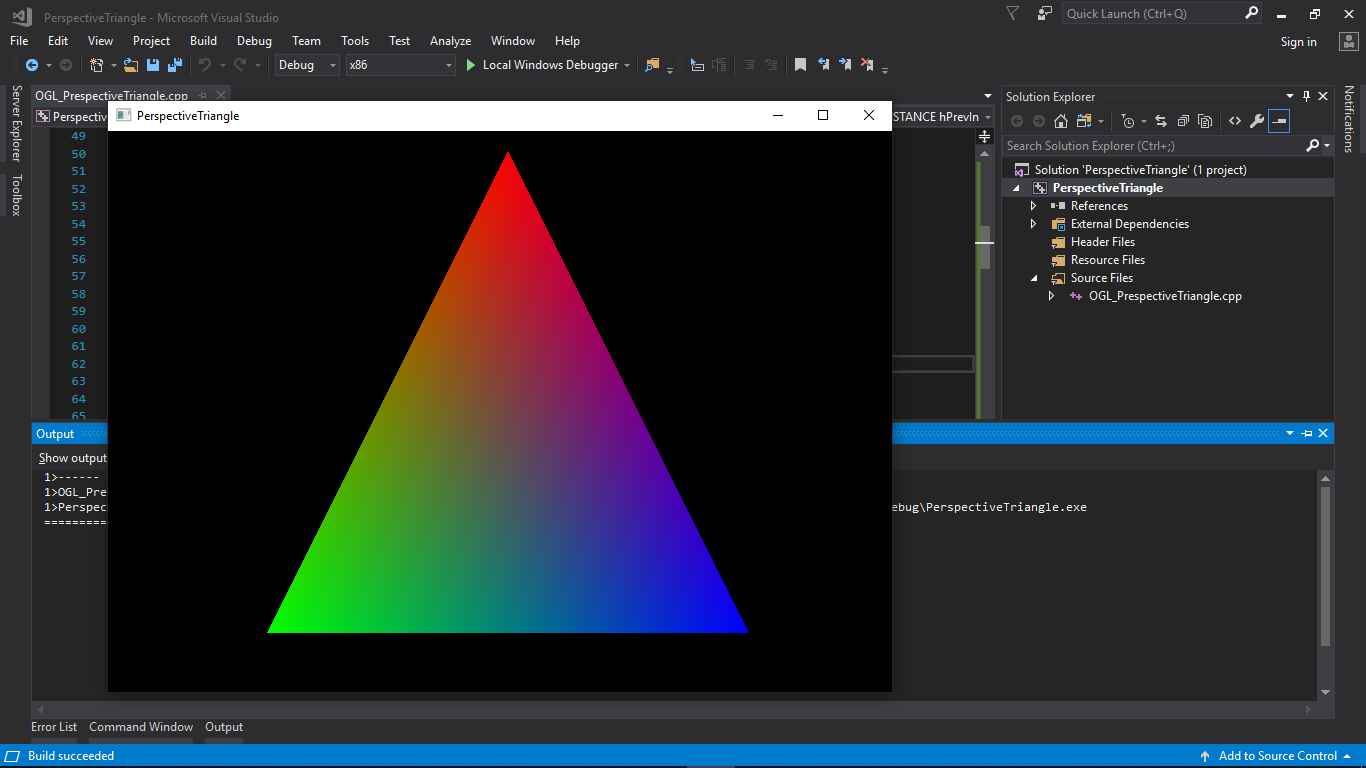 PerspectiveTriangle - Microsoft Visual Studio
Quick Launch (Ctrl+Q)
File Edit View Project Build Debug Team Tools Test Analyze Window Help
Sign in
Debug x86 Local Windows Debugger
Server Explorer
Toolbox
OGL_PrespectiveTriangle.cpp
Perspectiv
STANCE hPrevIn
PerspectiveTriangle
49
50
51
52
53
54
55
56
57
58
59
60
61
62
63
64
65
Solution Explorer
Search Solution Explorer (Ctrl+;)
Solution 'PerspectiveTriangle' (1 project)
PerspectiveTriangle
References
External Dependencies
Header Files
Resource Files
Source Files
OGL_PrespectiveTriangle.cpp
Notifications
Output
Show output
1>------
1>OGL_Pre
1>Perspec
ebug\PerspectiveTriangle.exe
=========
Error List Command Window Output
Build succeeded
Add to Source Control